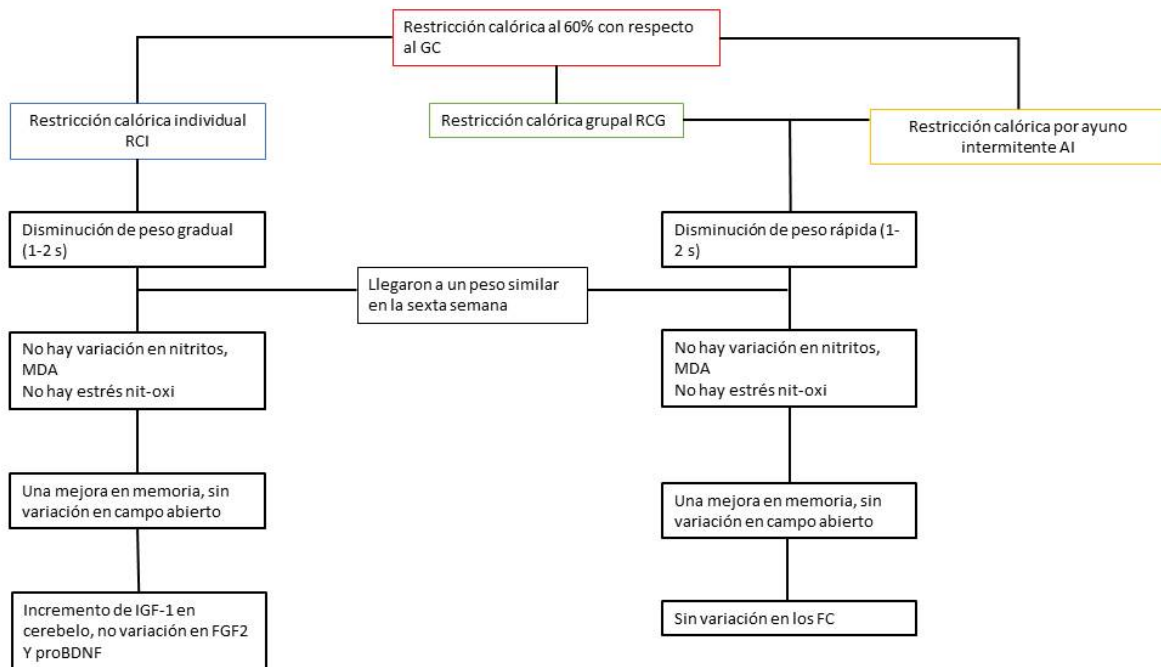 Restricción calórica al 60% con respecto
al GC
Restricción calórica individual
RCI
Restricción calórica grupal RCG
Restricción calórica por ayuno
intermitente AI
Disminución de peso gradual
(1-2 s)
Disminución de peso rápida (1-
2 s)
Llegaron a un peso similar
en la sexta semana
No hay variación en nitritos,
MDA
No hay estrés nit-oxi
No hay variación en nitritos,
MDA
No hay estrés nit-oxi
Una mejora en memoria, sin
variación en campo abierto
Una mejora en memoria, sin
variación en campo abierto
Incremento de IGF-1 en
cerebelo, no variación en FGF2
Y proBDNF
Sin variación en los FC